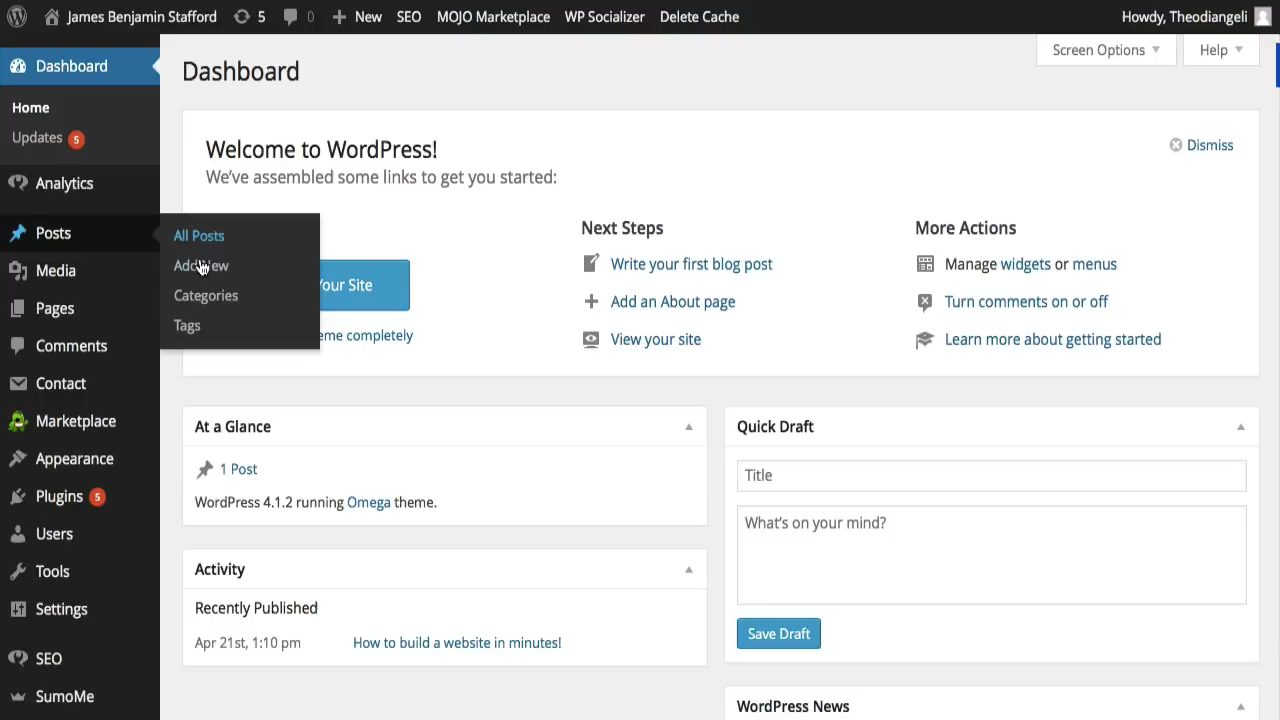 James Benjamin Stafford 5 0 New SEO MOJO Marketplace WP Socializer Delete Cache Howdy, Theodiangeli
Dashboard
Home
Updates 5
Analytics
Posts
Media
Pages
Comments
Contact
Marketplace
Appearance
Plugins 5
Users
Tools
Settings
SEO
SumoMe
All Posts
Add New
Categories
Tags
Screen Options Help
Dashboard
Welcome to WordPress!
We've assembled some links to get you started:
Dismiss
Your Site
eme completely
Next Steps
Write your first blog post
Add an About page
View your site
More Actions
Manage widgets or menus
Turn comments on or off
Learn more about getting started
At a Glance
1 Post
WordPress 4.1.2 running Omega theme.
Activity
Recently Published
Apr 21st, 1:10 pm How to build a website in minutes!
Quick Draft
Title
What's on your mind?
Save Draft
WordPress News